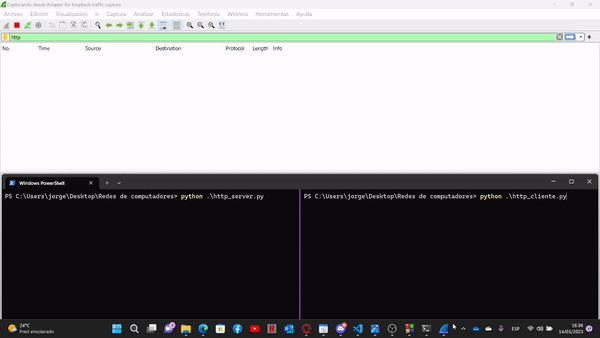 Capturando desde Adapter for loopback traffic capture
Archivo Edición Visualización Ir Captura Analizar Estadísticas Telefonía Wireless Herramientas Ayuda
http
No. Time Source Destination Protocol Length Info
Windows PowerShell
PS C:\Users\jorge\Desktop\Redes de computadores> python .\http_server.py
PS C:\Users\jorge\Desktop\Redes de computadores> python .\http_cliente.py
24°C
Pred. ensolarado
ESP
16:36
14/05/2023